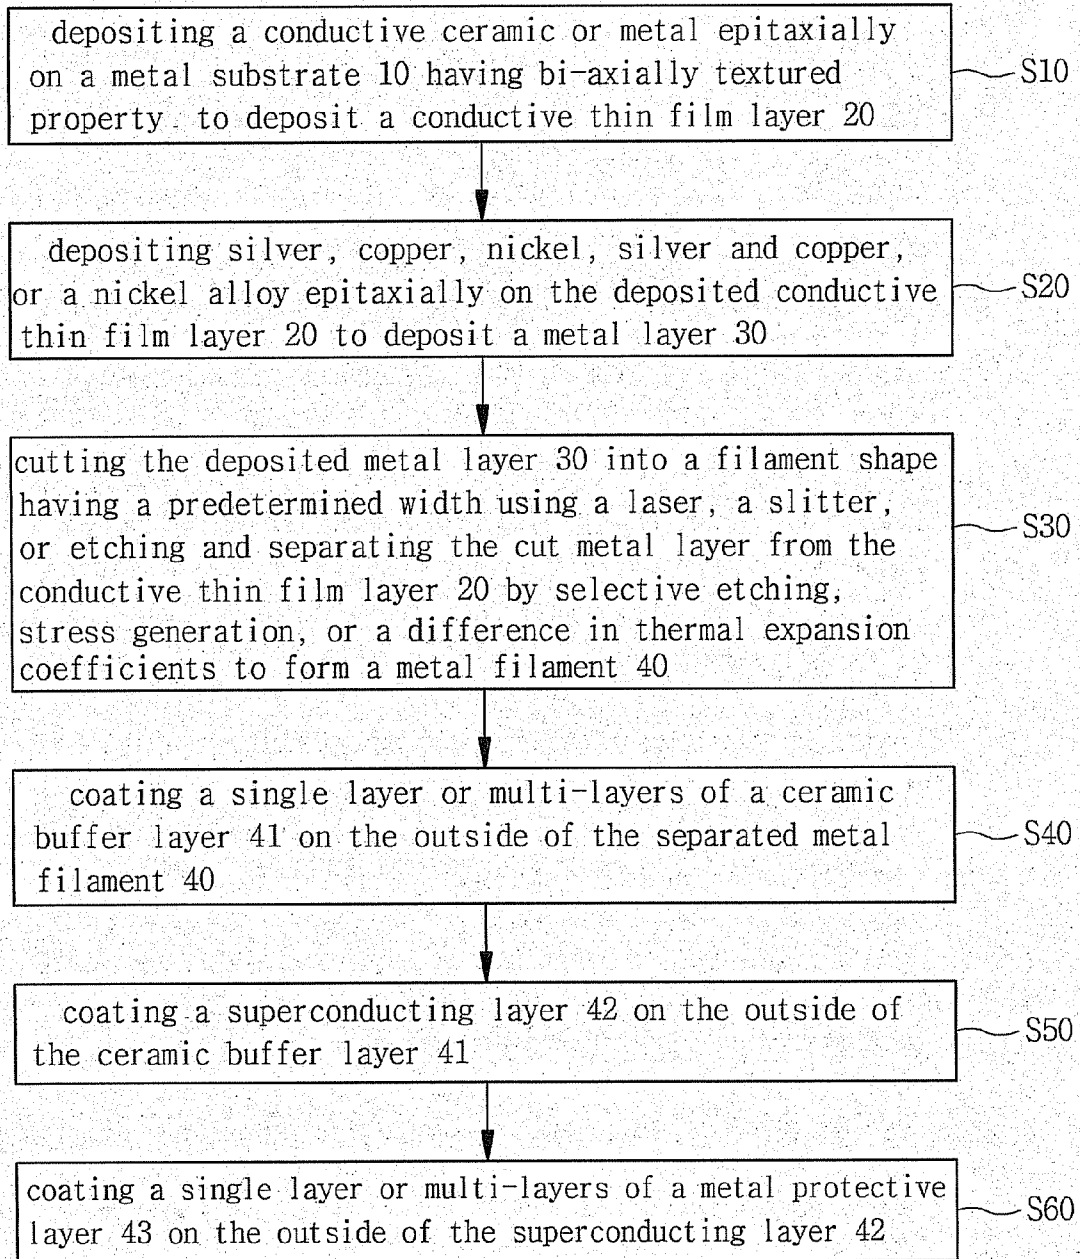 depositing a conductive ceramic or metal epitaxially
on a metal substrate 10 having bi-axially textured
property to deposit a conductive thin film layer 20
S10
depositing silver, copper, nickel, silver and copper,
or a nickel alloy epitaxially on the deposited conductive
thin film layer 20 to deposit a metal layer 30
S20
cutting the deposited metal layer 30 into a filament shape
having a predetermined width using a laser, a slitter,
or etching and separating the cut metal layer from the
conductive thin film layer 20 by selective etching,
stress generation, or a difference in thermal expansion
coefficients to form a metal filament 40
S30
coating a single layer or multi-layers of a ceramic
buffer layer 41 on the outside of the separated metal
filament 40
S40
coating a superconducting layer 42 on the outside of
the ceramic buffer layer 41
S50
coating a single layer or multi-layers of a metal protective
layer 43 on the outside of the superconducting layer 42
S60